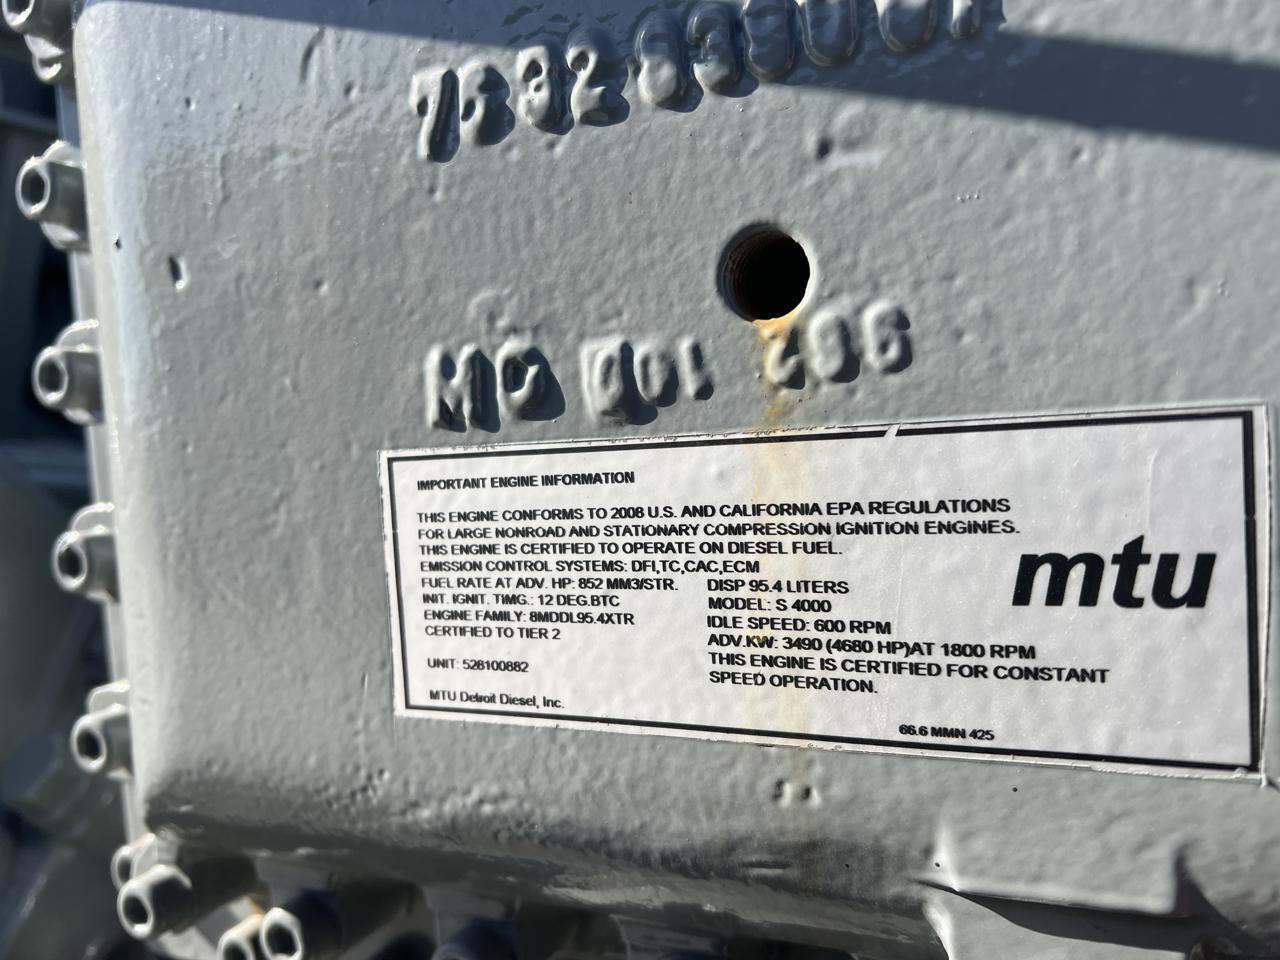 IMPORTANT ENGINE INFORMATION
THIS ENGINE CONFORMS TO 2008 U.S. AND CALIFORNIA EPA REGULATIONS
FOR LARGE NONROAD AND STATIONARY COMPRESSION IGNITION ENGINES.
THIS ENGINE IS CERTIFIED TO OPERATE ON DIESEL FUEL.
EMISSION CONTROL SYSTEMS: DFI,TC,CAC,ECM
FUEL RATE AT ADV. HP: 852 MM3/STR.
INIT. IGNIT. TIMG.: 12 DEG.BTC
ENGINE FAMILY: 8MDDL95.4XTR
CERTIFIED TO TIER 2
UNIT: 528100882
MTU Detroit Diesel, Inc.
DISP 95.4 LITERS
MODEL: S 4000
IDLE SPEED: 600 RPM
ADV.KW: 3490 (4680 HP)AT 1800 RPM
THIS ENGINE IS CERTIFIED FOR CONSTANT
SPEED OPERATION.
66.6 MMN 425
mtu